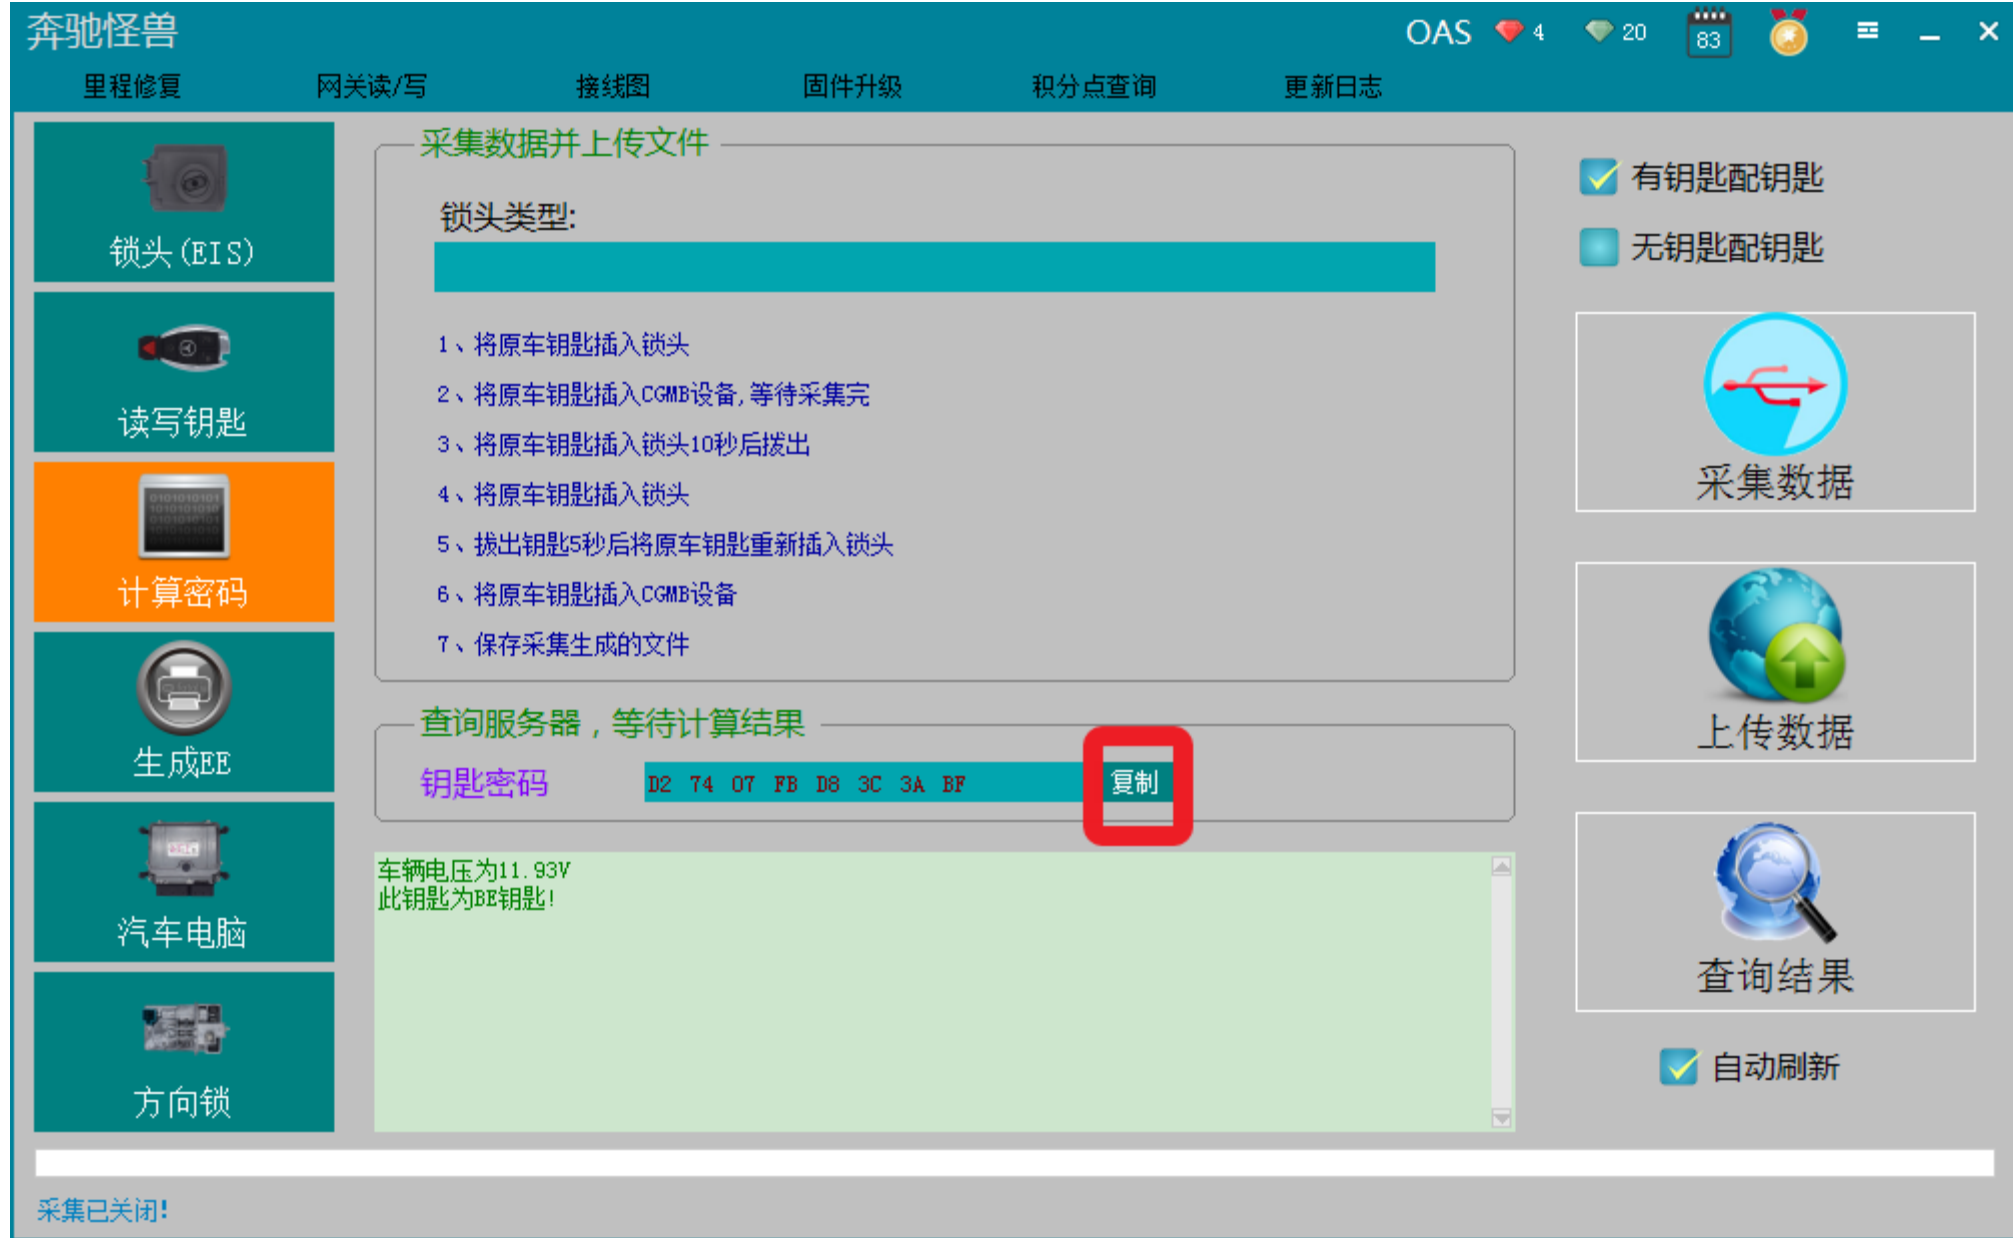 奔驰怪兽
OAS 4 20 83
里程修复 网关读/写 接线图 固件升级 积分点查询 更新日志
锁头(EIS)
读写钥匙
计算密码
生成EE
汽车电脑
方向锁
采集数据并上传文件
锁头类型:
1、将原车钥匙插入锁头
2、将原车钥匙插入CGMB设备,等待采集完
3、将原车钥匙插入锁头10秒后拨出
4、将原车钥匙插入锁头
5、拔出钥匙5秒后将原车钥匙重新插入锁头
6、将原车钥匙插入CGMB设备
7、保存采集生成的文件
查询服务器，等待计算结果
钥匙密码 D2 74 07 FB D8 3C 3A BF 复制
车辆电压为11.93V
此钥匙为BE钥匙!
有钥匙配钥匙
无钥匙配钥匙
采集数据
上传数据
查询结果
自动刷新
采集已关闭!